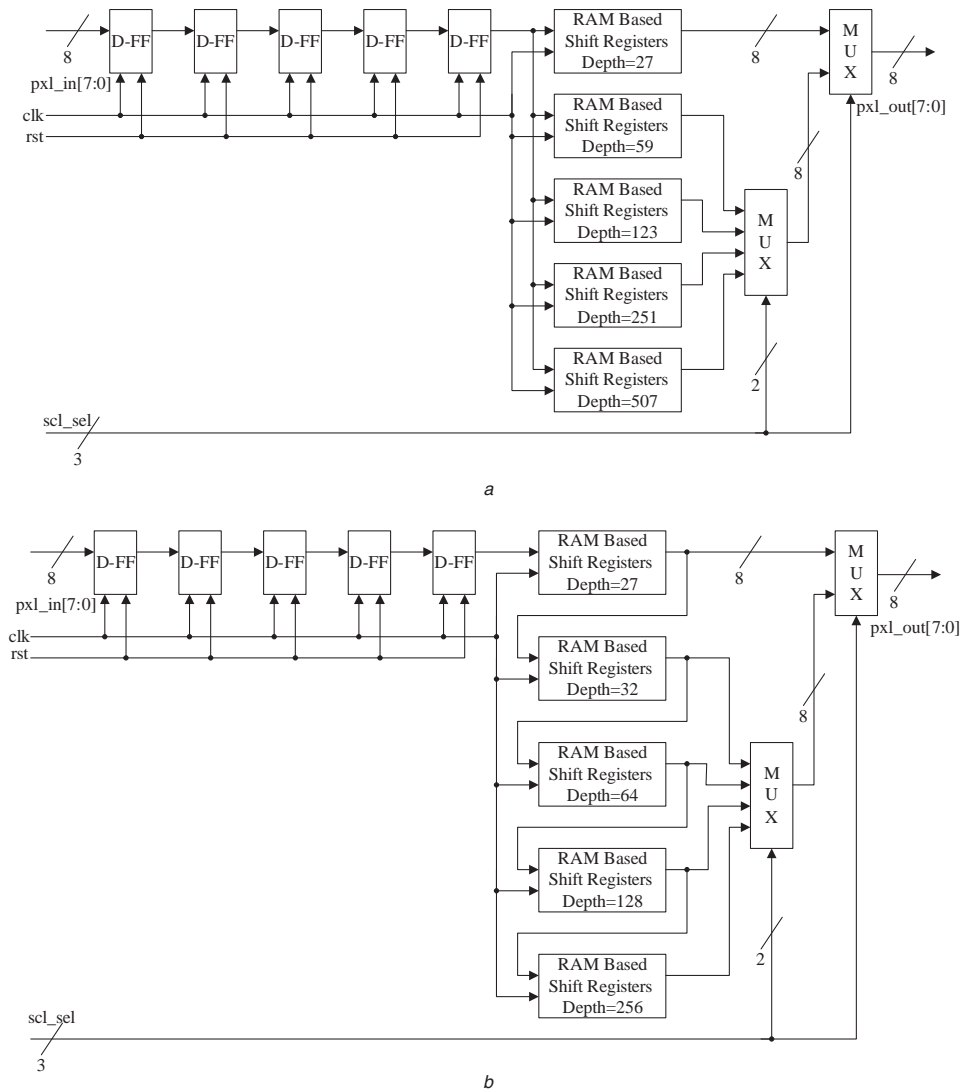 D-FF D-FF D-FF D-FF D-FF
RAM Based
Shift Registers
Depth=27
M
U
X
8
8
8
pxl_in[7:0]
pxl_out[7:0]
clk
rst
RAM Based
Shift Registers
Depth=59
8
RAM Based
Shift Registers
Depth=123
M
U
X
RAM Based
Shift Registers
Depth=251
RAM Based
Shift Registers
Depth=507
2
scl_sel
3
a
D-FF D-FF D-FF D-FF D-FF
RAM Based
Shift Registers
Depth=27
M
U
X
8
8
8
pxl_in[7:0]
pxl_out[7:0]
clk
rst
RAM Based
Shift Registers
Depth=32
8
RAM Based
Shift Registers
Depth=64
M
U
X
RAM Based
Shift Registers
Depth=128
2
RAM Based
Shift Registers
Depth=256
scl_sel
3
b